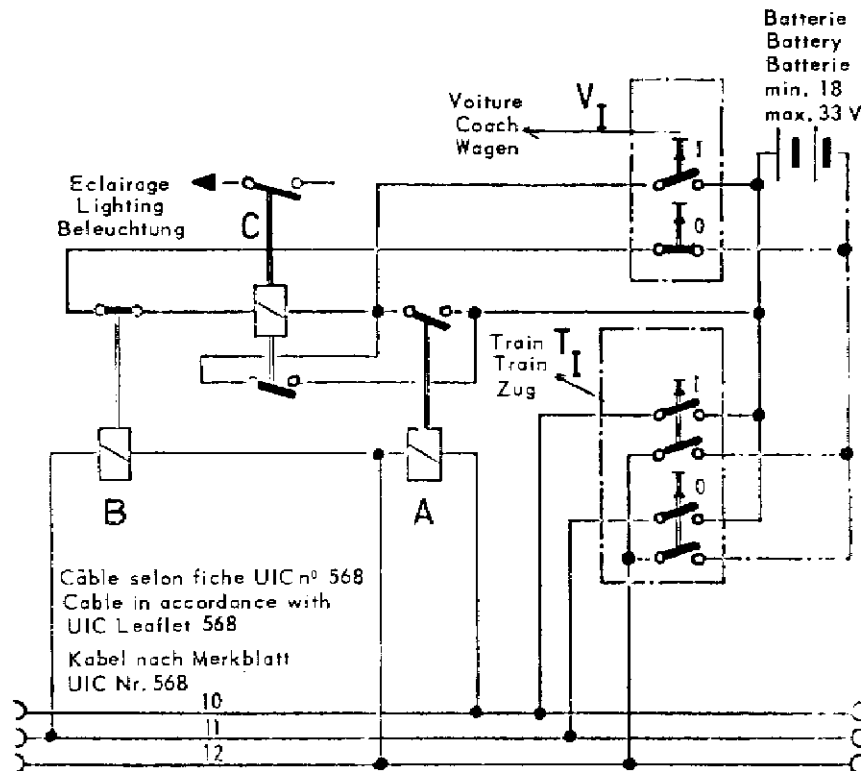 Batterie
Battery
Batterie
min. 18
max. 33 V
Voiture
Coach
Wagen
V I
I
0
Eclairage
Lighting
Beleuchtung
C
Train
Train
Zug
T I
I
0
B
A
Câble selon fiche UIC nº 568
Cable in accordance with
UIC Leaflet 568
Kabel nach Merkblatt
UIC Nr. 568
10
11
12